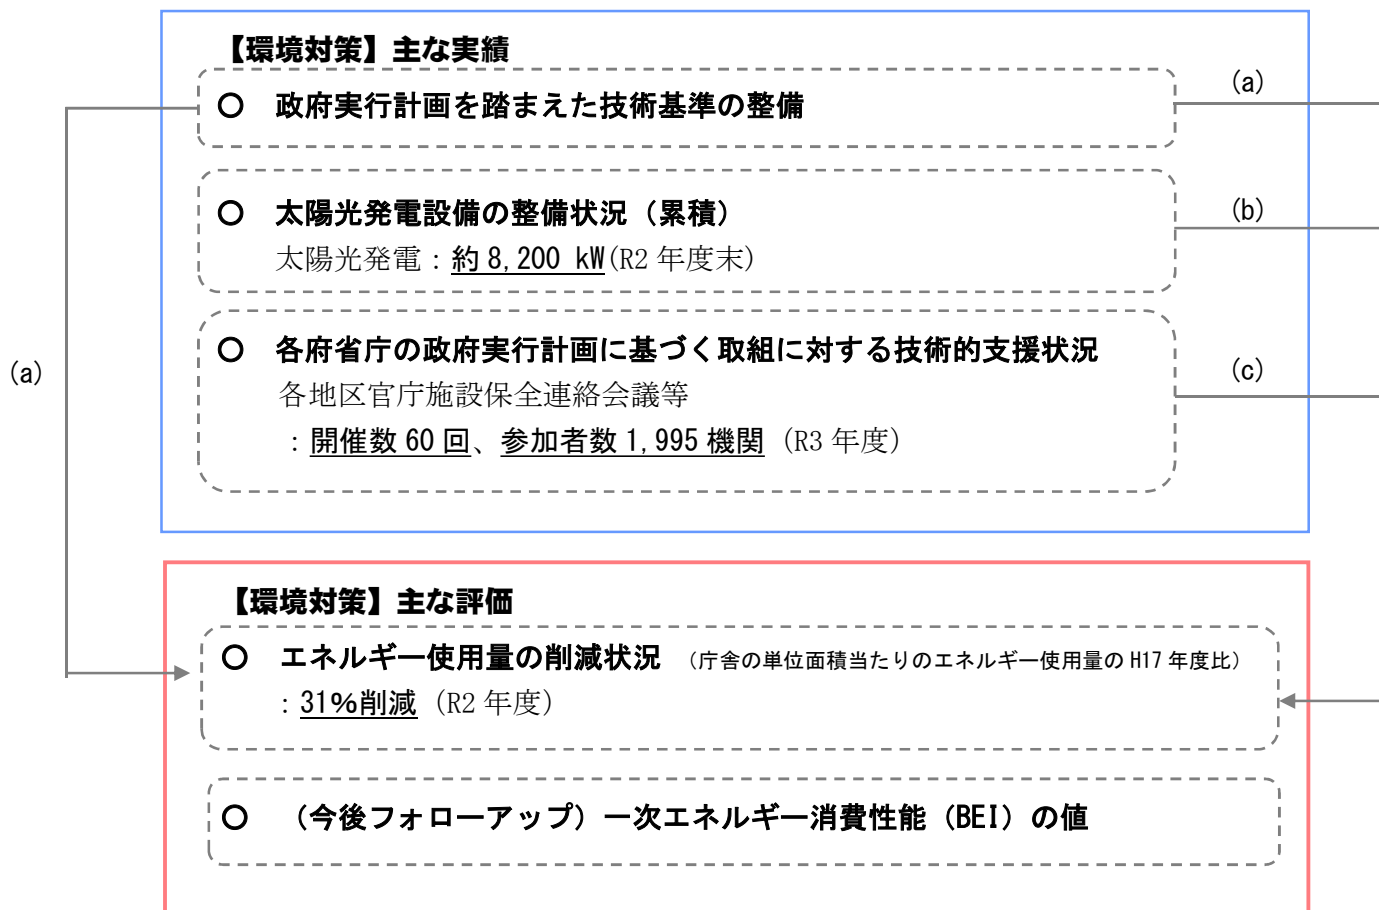 【環境対策】主な実績
(a)
○ 政府実行計画を踏まえた技術基準の整備
○ 太陽光発電設備の整備状況（累積）
(b)
太陽光発電：約 8,200 kW(R2 年度末)
○ 各府省庁の政府実行計画に基づく取組に対する技術的支援状況
(a)
(c)
各地区官庁施設保全連絡会議等
：開催数 60 回、参加者数 1,995 機関（R3 年度）
【環境対策】主な評価
○ エネルギー使用量の削減状況 （庁舎の単位面積当たりのエネルギー使用量の H17 年度比）
：31%削減（R2 年度）
○ （今後フォローアップ）一次エネルギー消費性能（BEI）の値